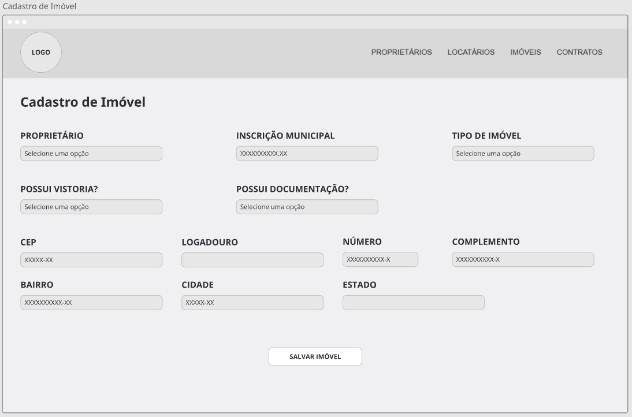 Cadastro de Imóvel
LOGO
PROPRIETÁRIOS LOCATÁRIOS IMÓVEIS CONTRATOS
Cadastro de Imóvel
PROPRIETÁRIO INSCRIÇÃO MUNICIPAL TIPO DE IMÓVEL
Selecione uma opção XXXXXXXXXX-XX Selecione uma opção
POSSUI VISTORIA? POSSUI DOCUMENTAÇÃO?
Selecione uma opção Selecione uma opção
CEP LOGADOURO NÚMERO COMPLEMENTO
XXXXX-XX XXXXXXXXXX-X XXXXXXXXXX-X
BAIRRO CIDADE ESTADO
XXXXXXXXXX-XX XXXXX-XX
SALVAR IMÓVEL